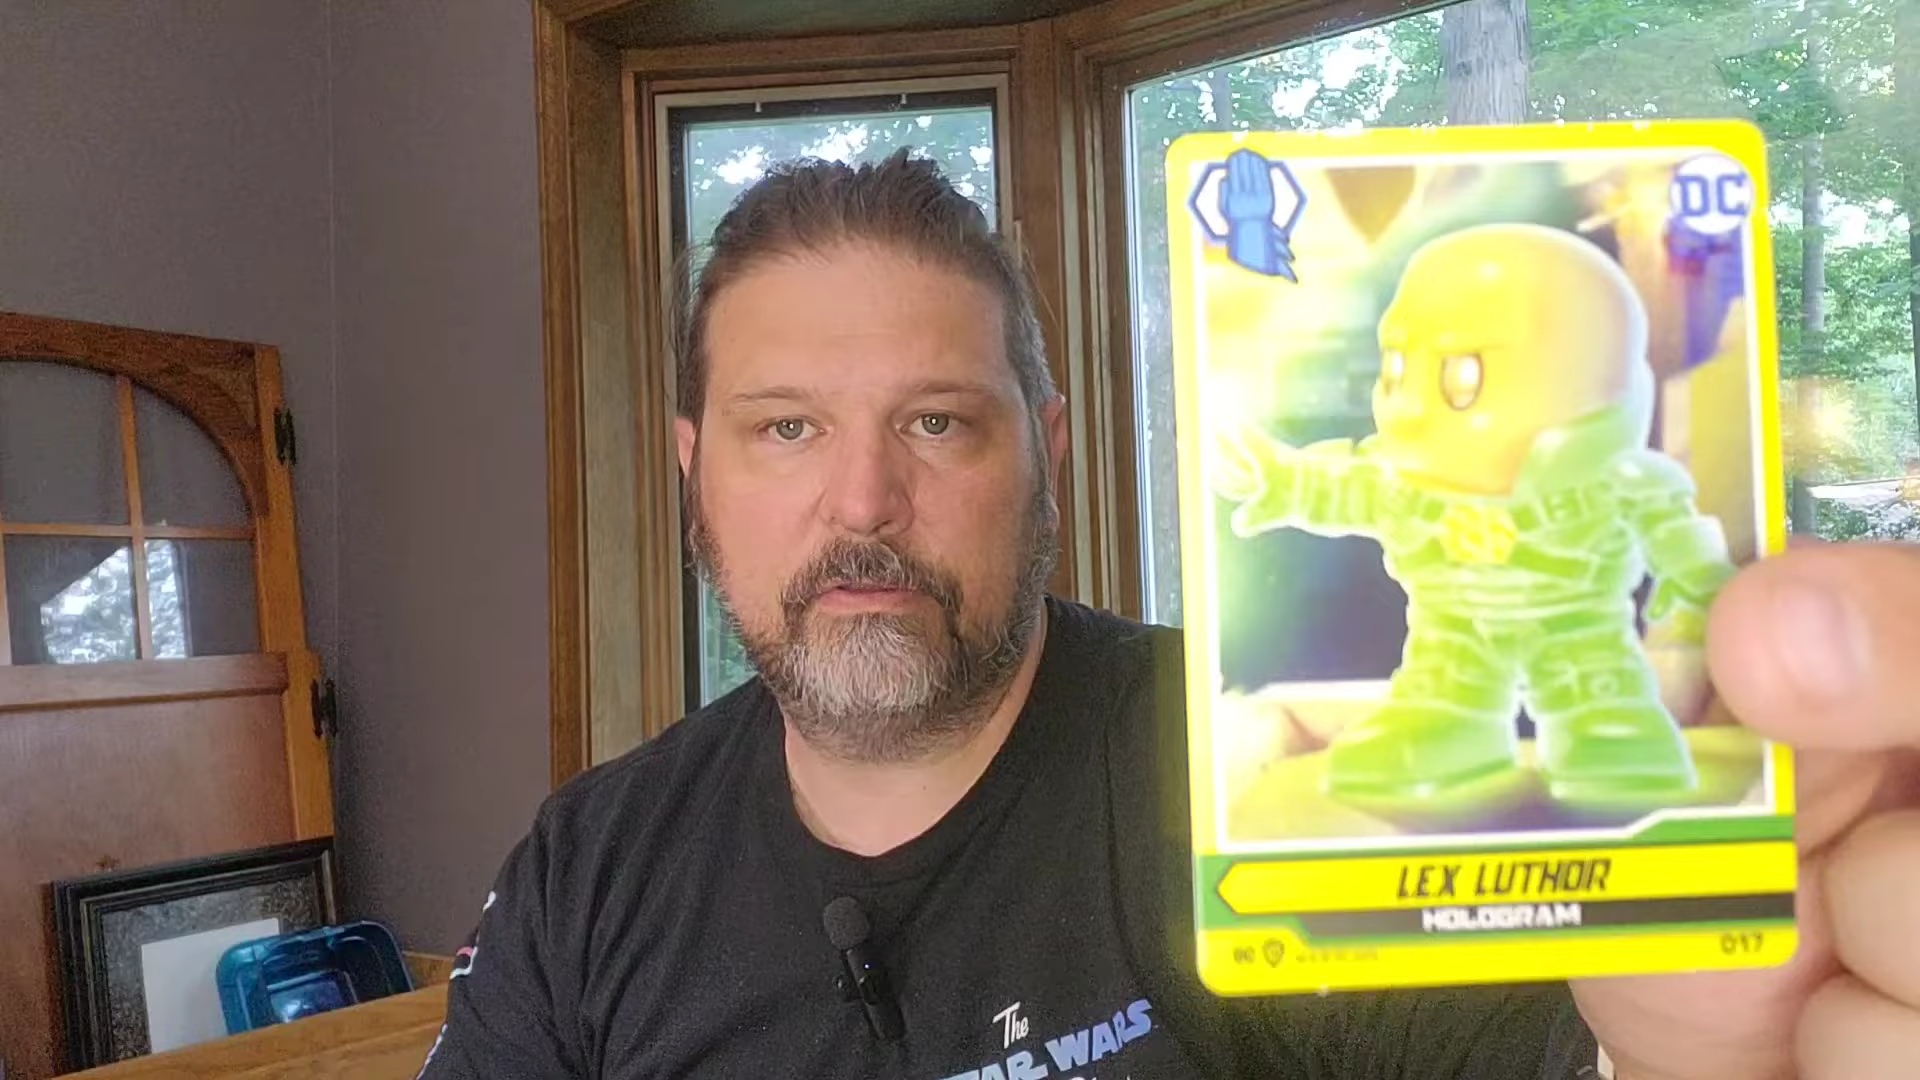 DC
LEX LUTHOR
HOLOGRAM
017
The
STAR WARS